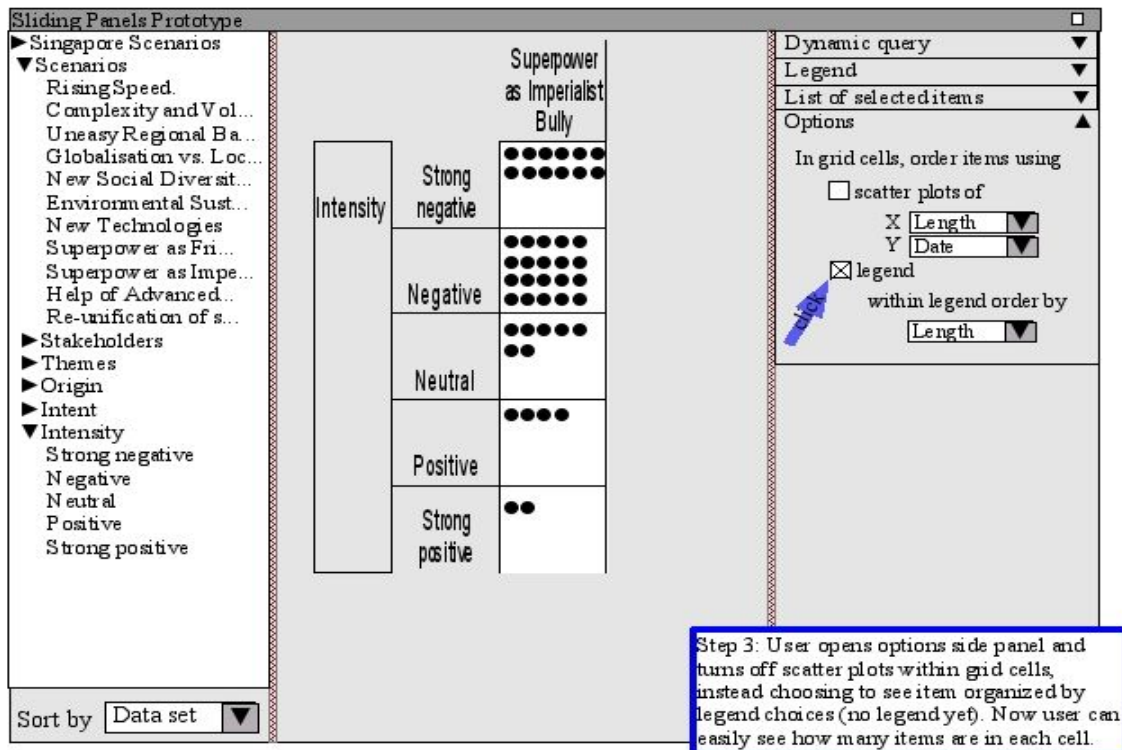 Sliding Panels Prototype
Singapore Scenarios
Scenarios
RisingSpeed.
Complexity and Vol...
Uneasy Regional Ba...
Globalisation vs. Loc...
New Social Diversit...
Environmental Sust...
New Technologies
Superpower as Fri...
Superpower as Impe...
Help of Advanced...
Re-unification of s...
Stakeholders
Themes
Origin
Intent
Intensity
Strong negative
Negative
Neutral
Positive
Strong positive
Sort by Data set
Superpower
as Imperialist
Bully
Intensity
Strong
negative
Negative
Neutral
Positive
Strong
positive
Dynamic query
Legend
List of selected items
Options
In grid cells, order items using
scatter plots of
X Length
Y Date
legend
click
within legend order by
Length
Step 3: User opens options side panel and
turns off scatter plots within grid cells,
instead choosing to see item organized by
legend choices (no legend yet). Now user can
easily see how many items are in each cell.